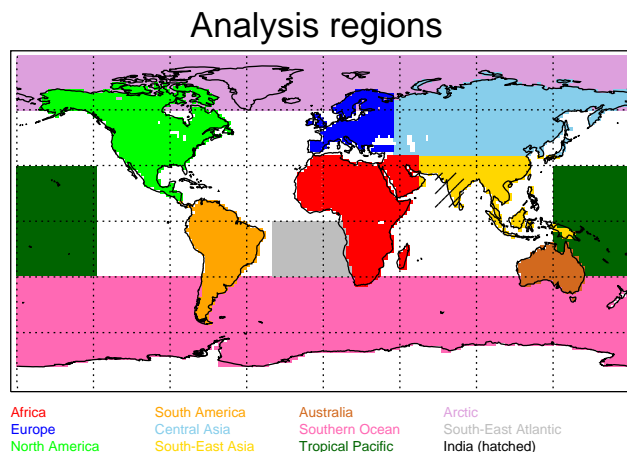 Analysis regions
Africa South America Australia Arctic
Europe Central Asia Southern Ocean South-East Atlantic
North America South-East Asia Tropical Pacific India (hatched)